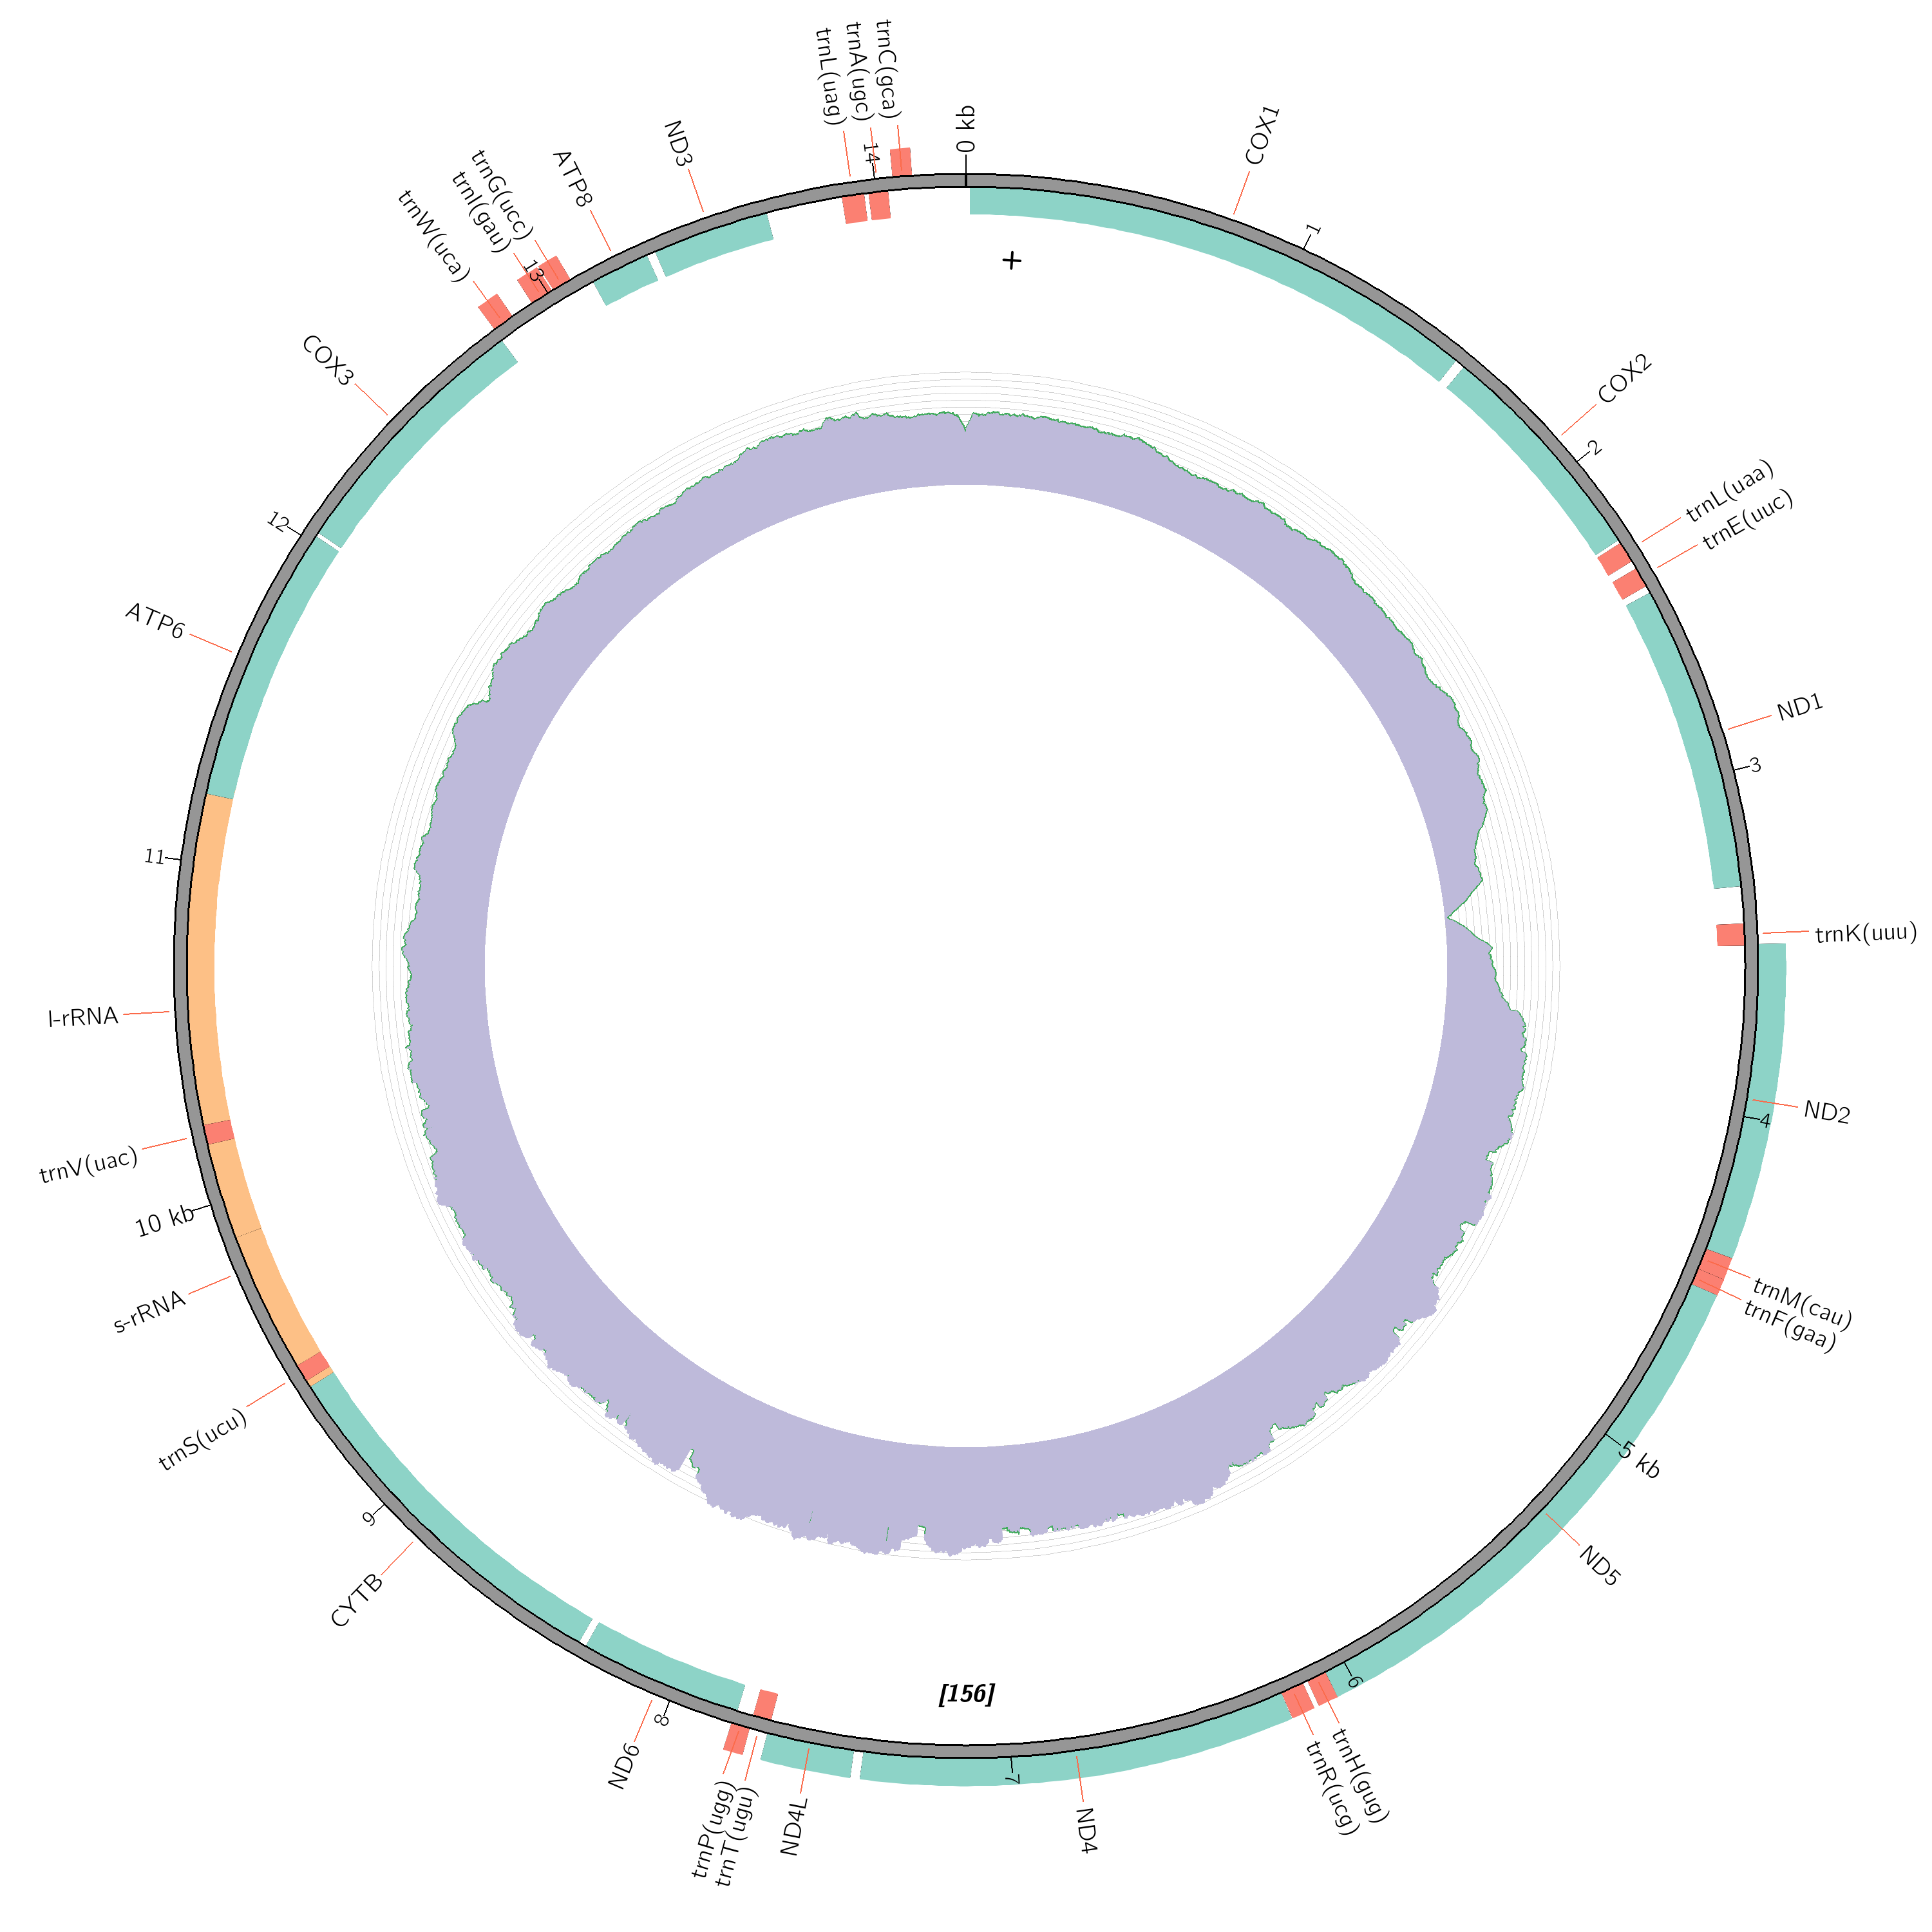 0 kb
COX1
1
COX2
2
trnL(uaa)
trnE(uuc)
ND1
3
trnK(uuu)
ND2
4
trnM(cau)
trnF(gaa)
5 kb
ND5
6
trnH(gug)
trnR(ucg)
ND4
7
ND4L
trnT(ugu)
trnP(ugg)
8
ND6
CYTB
9
trnS(ucu)
s-rRNA
10 kb
trnV(uac)
l-rRNA
11
ATP6
12
COX3
trnW(uca)
trnI(gau)
13
trnG(ucc)
ATP8
ND3
trnL(uag)
trnA(ugc)
14
trnC(gca)
+
[156]